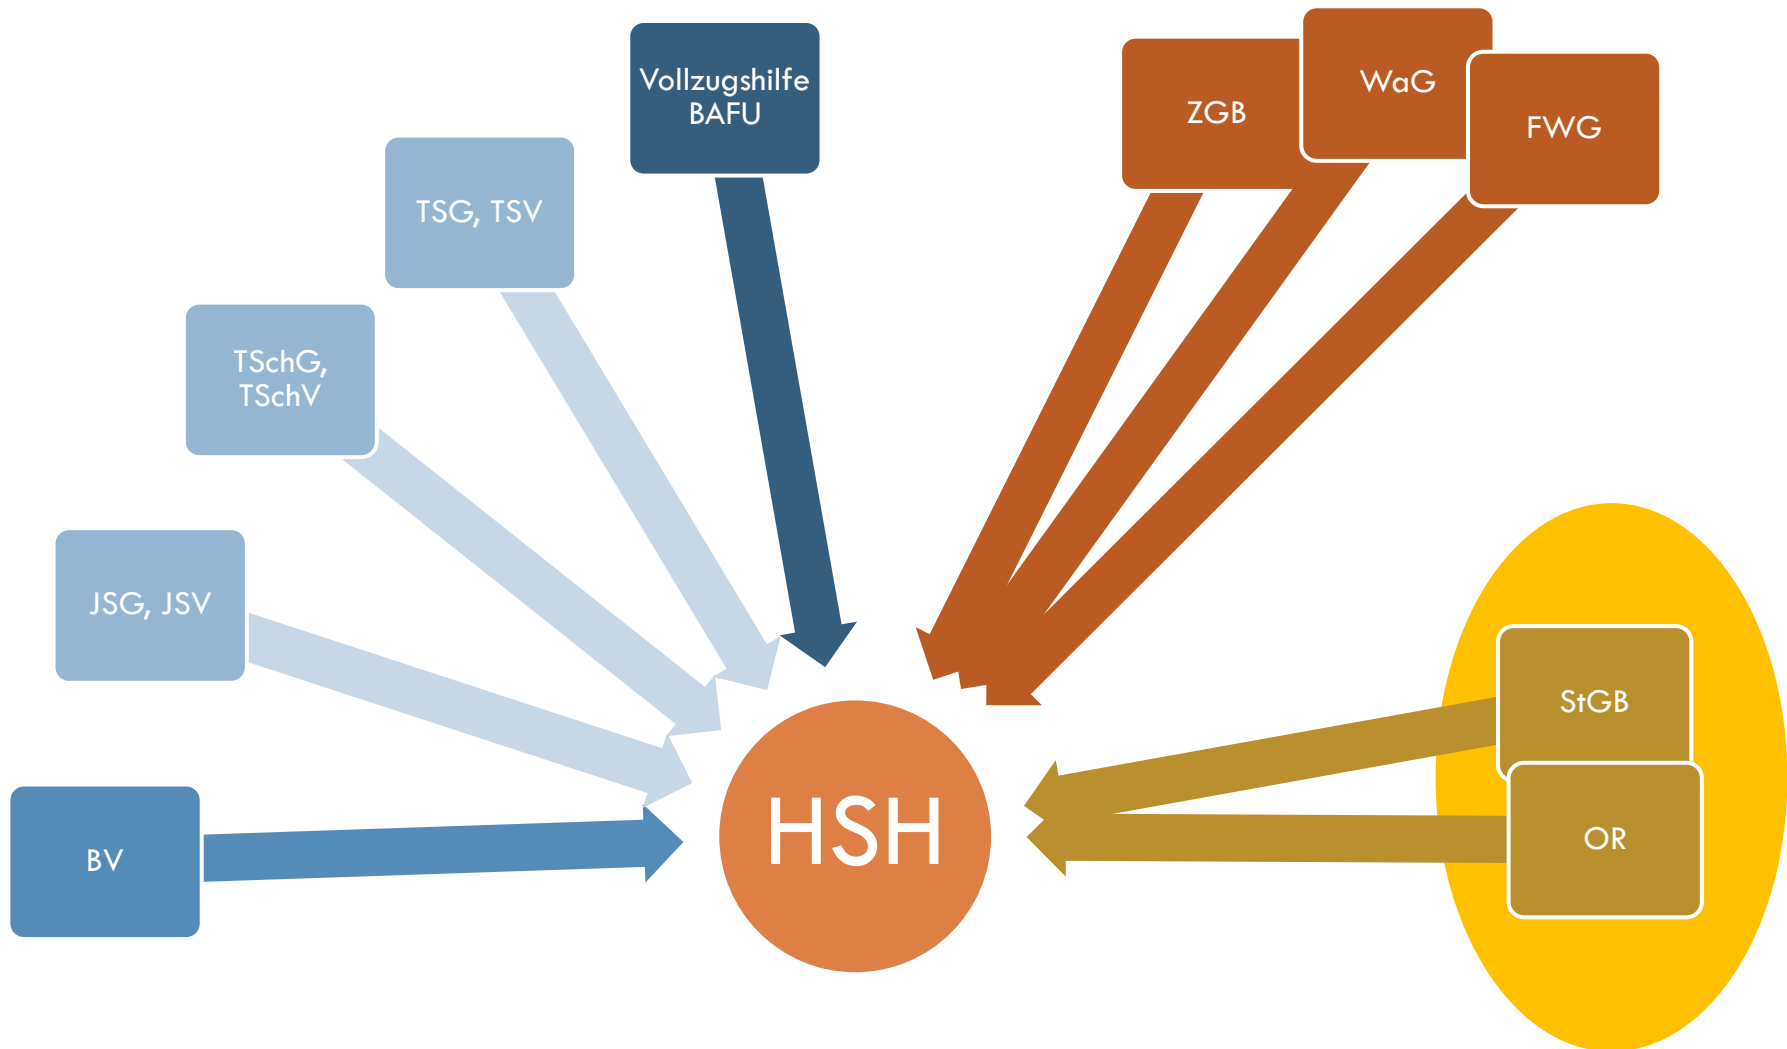 Vollzugshilfe
BAFU
ZGB
WaG
FWG
TSG, TSV
TSchG,
TSchV
JSG, JSV
StGB
BV
HSH
OR